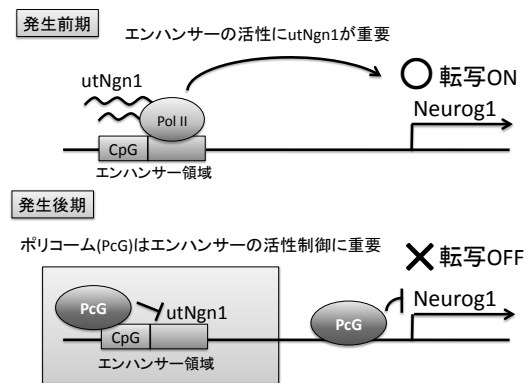 発生前期
エンハンサーの活性にutNgn1が重要
utNgn1
転写ON
Pol II
Neurog1
CpG
エンハンサー領域
発生後期
ポリコーム(PcG)はエンハンサーの活性制御に重要
転写OFF
PcG
utNgn1
Neurog1
PcG
CpG
エンハンサー領域